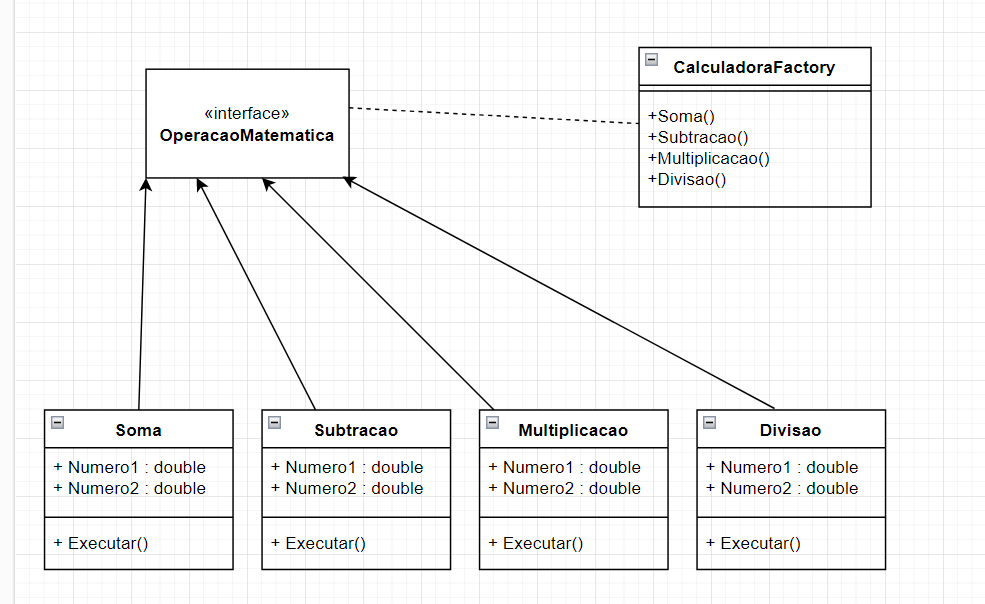 «interface»
OperacaoMatematica
CalculadoraFactory
+Soma()
+Subtracao()
+Multiplicacao()
+Divisao()
Soma
+ Numero1 : double
+ Numero2 : double
+ Executar()
Subtracao
+ Numero1 : double
+ Numero2 : double
+ Executar()
Multiplicacao
+ Numero1 : double
+ Numero2 : double
+ Executar()
Divisao
+ Numero1 : double
+ Numero2 : double
+ Executar()